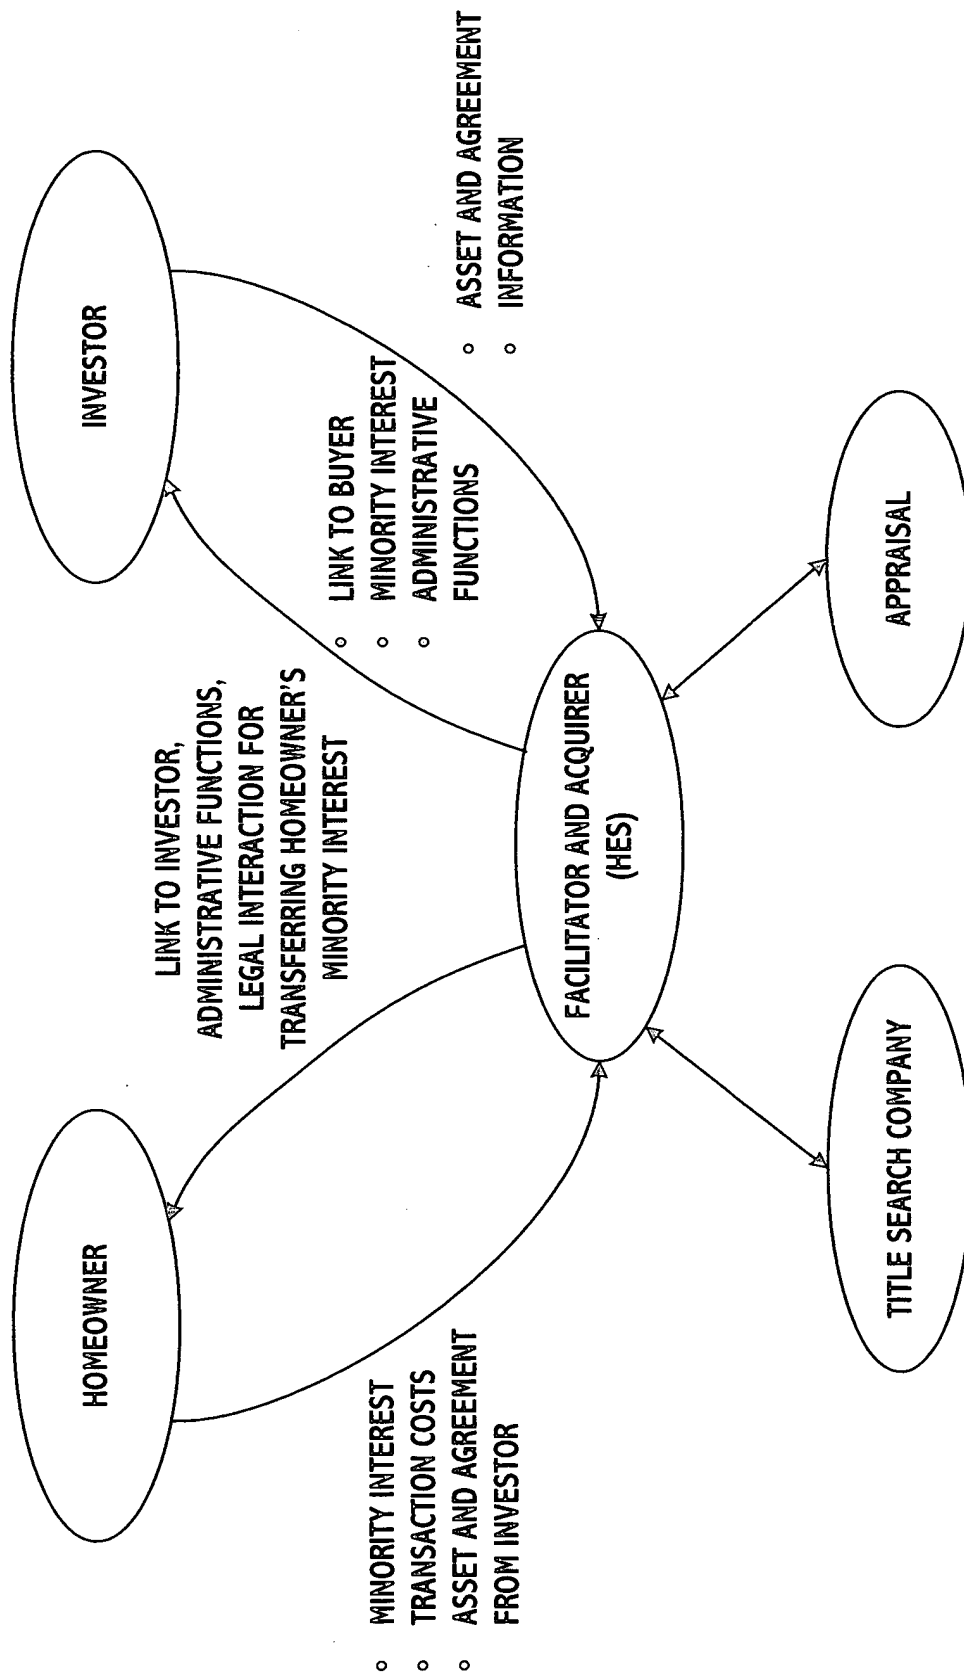 HOMEOWNER
INVESTOR
LINK TO INVESTOR,
ADMINISTRATIVE FUNCTIONS,
LEGAL INTERACTION FOR
TRANSFERRING HOMEOWNER'S
MINORITY INTEREST
◦ MINORITY INTEREST
◦ TRANSACTION COSTS
◦ ASSET AND AGREEMENT
FROM INVESTOR
◦ LINK TO BUYER
◦ MINORITY INTEREST
◦ ADMINISTRATIVE
FUNCTIONS
◦ ASSET AND AGREEMENT
◦ INFORMATION
FACILITATOR AND ACQUIRER
(HES)
TITLE SEARCH COMPANY
APPRAISAL